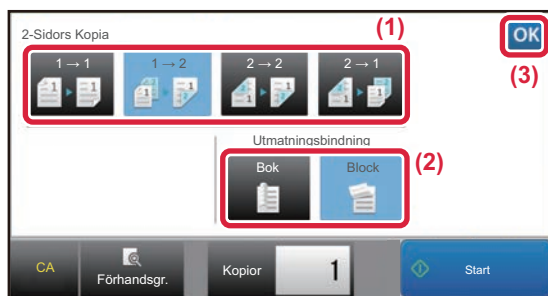 2-Sidors Kopia
(1)
OK
1 → 1
1 → 2
2 → 2
2 → 1
(3)
Utmatningsbindning
Bok
Block
(2)
CA
Förhandsgr.
Kopior
1
Start